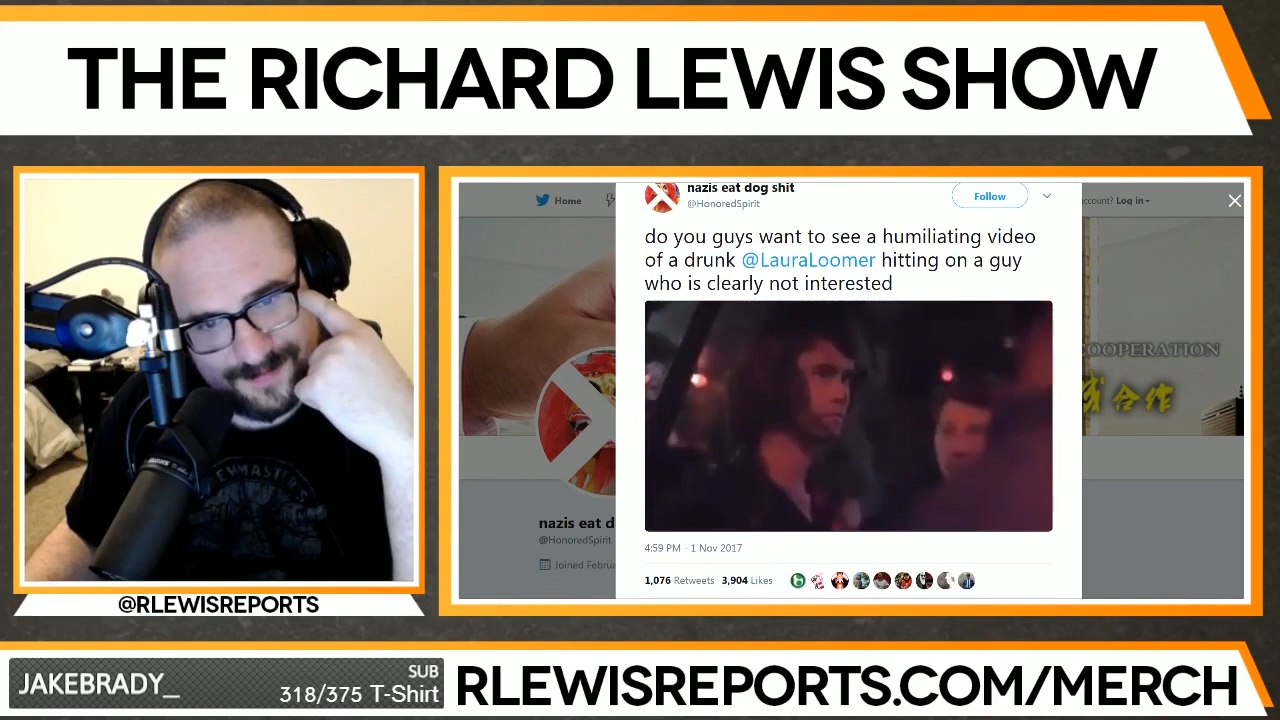 THE RICHARD LEWIS SHOW
nazis eat dog shit
@HonoredSpirit
Follow
Home
account? Log in
do you guys want to see a humiliating video
of a drunk @LauraLoomer hitting on a guy
who is clearly not interested
COOPERATION
合作
nazis eat d
@HonoredSpirit
Joined Februa
4:59 PM - 1 Nov 2017
1,076 Retweets 3,904 Likes
@RLEWISREPORTS
JAKEBRADY_
SUB
318/375 T-Shirt
RLEWISREPORTS.COM/MERCH